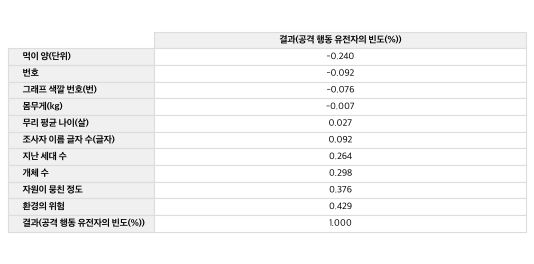 결과(공격 행동 유전자의 빈도(%))
먹이 양(단위) -0.240
번호 -0.092
그래프 색깔 번호(번) -0.076
몸무게(kg) -0.007
무리 평균 나이(살) 0.027
조사자 이름 글자 수(글자) 0.092
지난 세대 수 0.264
개체 수 0.298
자원이 뭉친 정도 0.376
환경의 위험 0.429
결과(공격 행동 유전자의 빈도(%)) 1.000